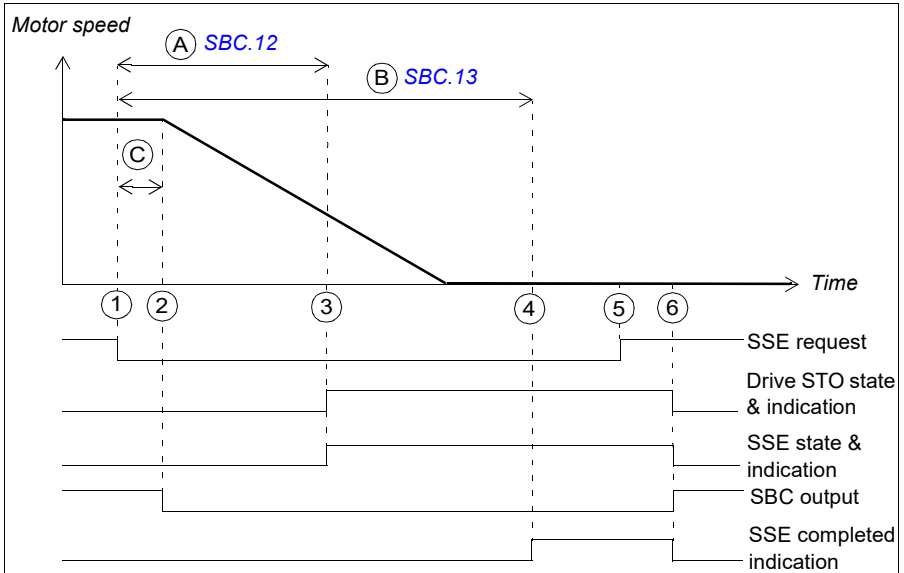 Motor speed
A SBC.12
B SBC.13
C
Time
1 2 3 4 5 6
SSE request
Drive STO state
& indication
SSE state &
indication
SBC output
SSE completed
indication